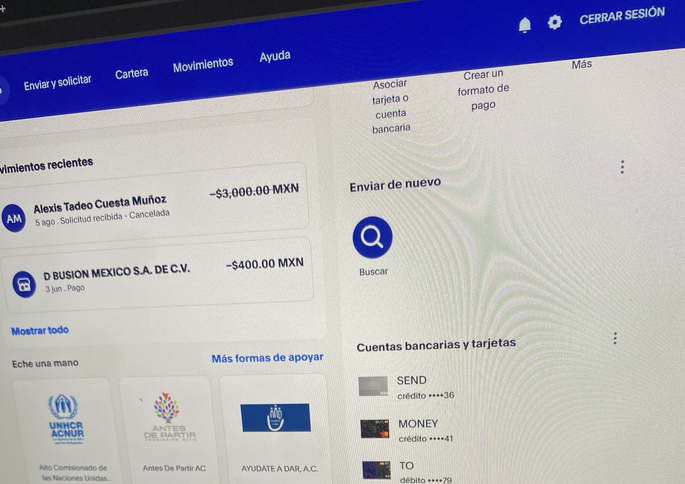 Enviar y solicitar
Cartera
Movimientos
Ayuda
CERRAR SESIÓN
Asociar
tarjeta o
cuenta
bancaria
Crear un
formato de
pago
Más
vimientos recientes
AM
Alexis Tadeo Cuesta Muñoz
5 ago . Solicitud recibida - Cancelada
-$3,000.00 MXN
D BUSION MEXICO S.A. DE C.V.
3 jun . Pago
-$400.00 MXN
Mostrar todo
Enviar de nuevo
Buscar
Eche una mano
Más formas de apoyar
UNHCR
ACNUR
Alto Comisionado de
las Naciones Unidas...
ANTES
DE PARTIR
Antes De Partir AC
AYUDATE A DAR, A.C.
Cuentas bancarias y tarjetas
SEND
crédito ••••36
MONEY
crédito ••••41
TO
débito ••••79